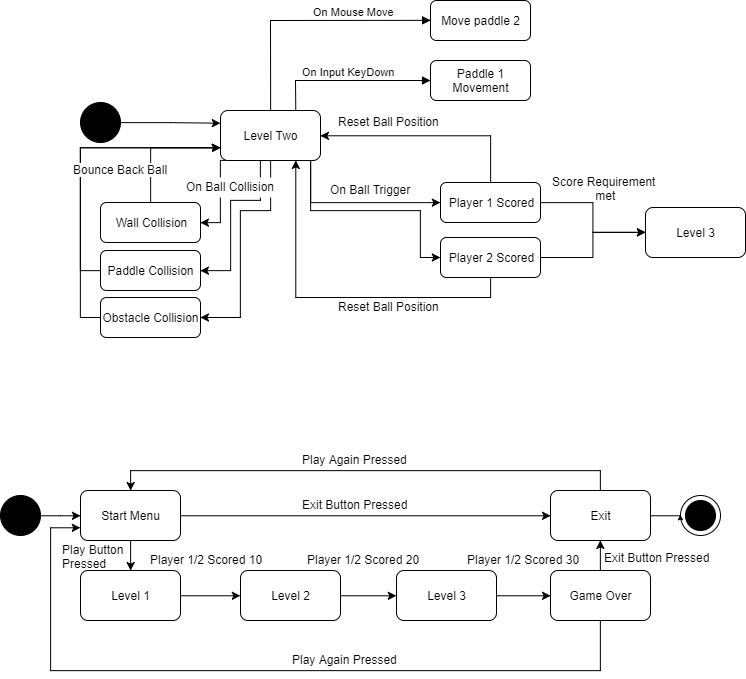 On Mouse Move
Move paddle 2
On Input KeyDown
Paddle 1
Movement
Reset Ball Position
Level Two
Bounce Back Ball
On Ball Collision
On Ball Trigger
Score Requirement
met
Player 1 Scored
Wall Collision
Level 3
Player 2 Scored
Paddle Collision
Reset Ball Position
Obstacle Collision
Play Again Pressed
Start Menu
Exit Button Pressed
Exit
Play Button
Pressed
Player 1/2 Scored 10
Player 1/2 Scored 20
Player 1/2 Scored 30
Exit Button Pressed
Level 1
Level 2
Level 3
Game Over
Play Again Pressed